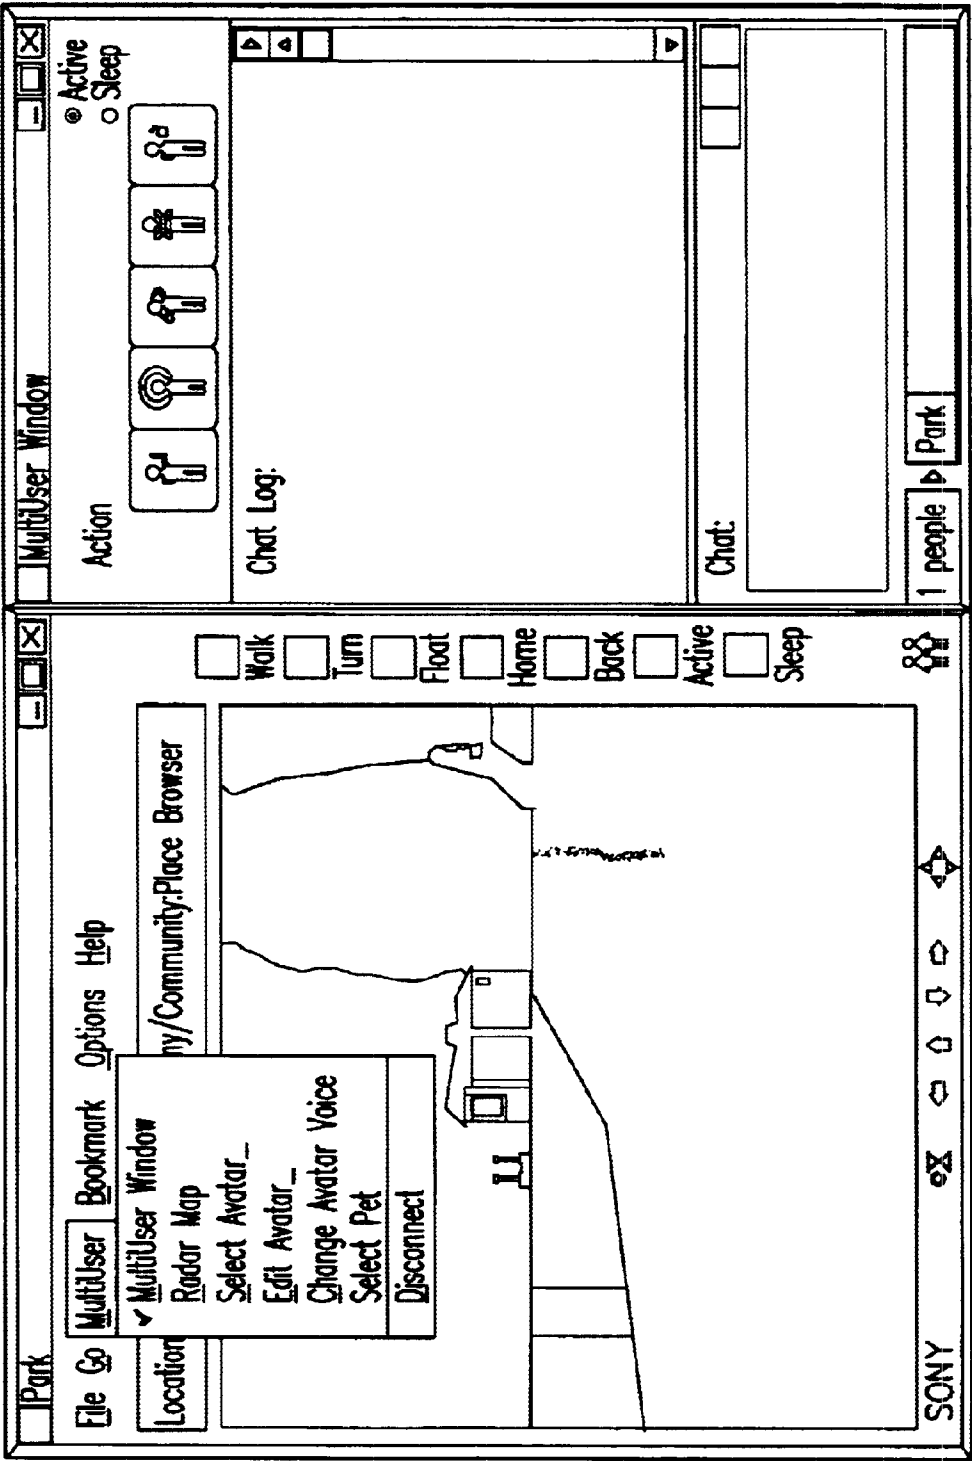 Park
File Go MultiUser Bookmark Options Help
Location
ny/Community:Place Browser
MultiUser Window
Radar Map
Select Avatar_
Edit Avatar_
Change Avatar Voice
Select Pet
Disconnect
Walk
Turn
Float
Home
Back
Active
Sleep
SONY
MultiUser Window
Action
Active
Sleep
Chat Log:
Chat:
1 people
Park